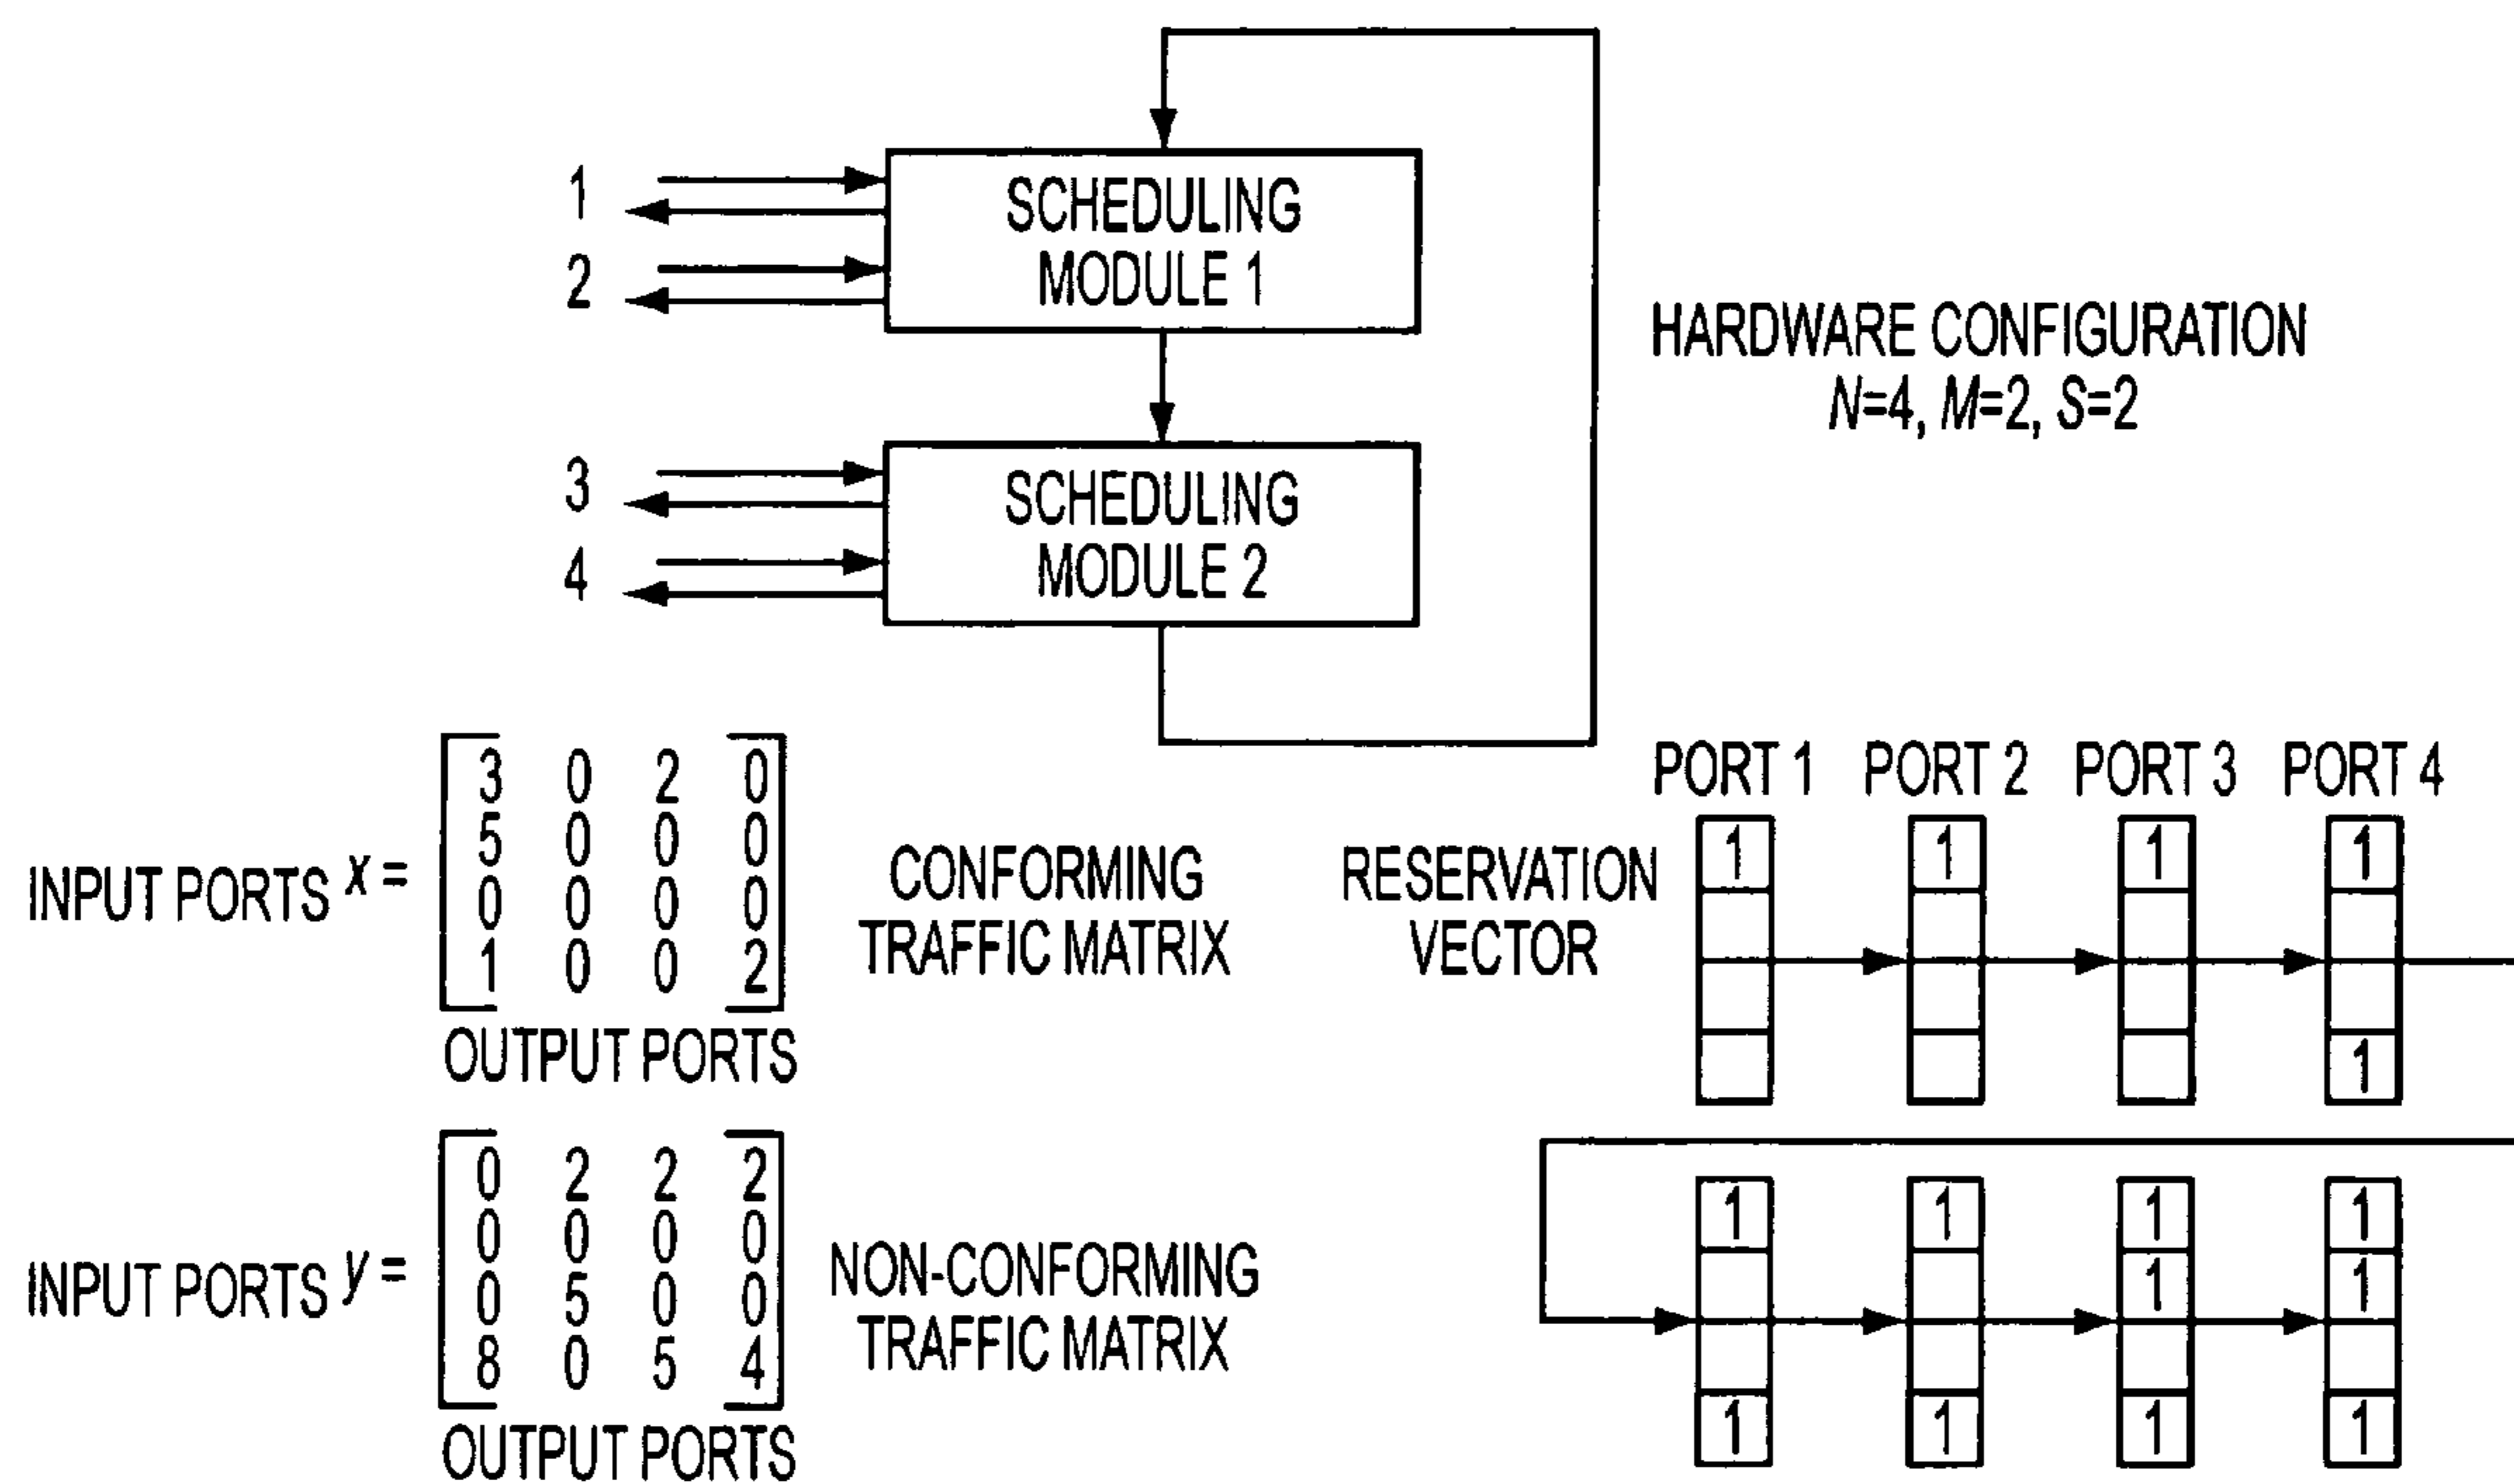 1
2
SCHEDULING
MODULE 1
HARDWARE CONFIGURATION
N=4, M=2, S=2
3
4
SCHEDULING
MODULE 2
INPUT PORTS x =
3 0 2 0
5 0 0 0
0 0 0 0
1 0 0 2
OUTPUT PORTS
CONFORMING
TRAFFIC MATRIX
INPUT PORTS y =
0 2 2 2
0 0 0 0
0 5 0 0
8 0 5 4
OUTPUT PORTS
NON-CONFORMING
TRAFFIC MATRIX
RESERVATION
VECTOR
PORT 1 PORT 2 PORT 3 PORT 4
1 1 1 1
1
1 1 1 1
1 1
1 1 1 1